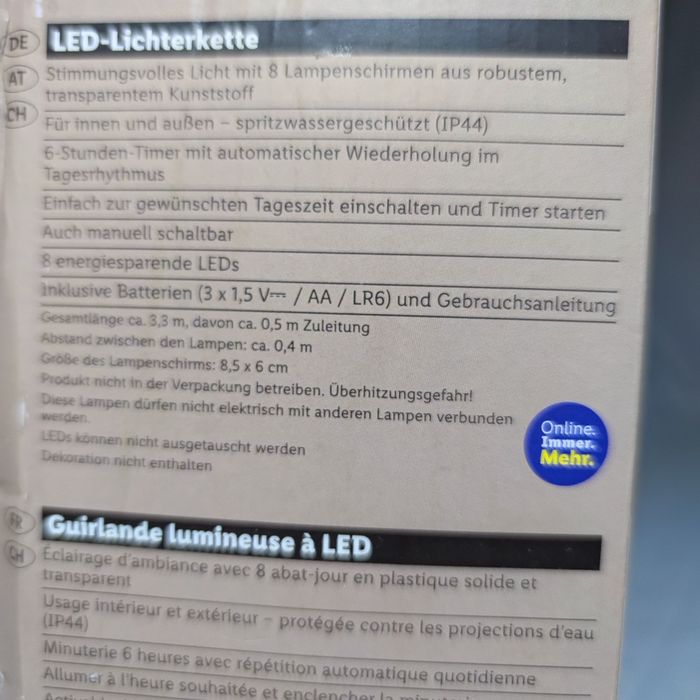 DE
LED-Lichterkette
AT
Stimmungsvolles Licht mit 8 Lampenschirmen aus robustem,
transparentem Kunststoff
CH
Für innen und außen – spritzwassergeschützt (IP44)
6-Stunden-Timer mit automatischer Wiederholung im
Tagesrhythmus
Einfach zur gewünschten Tageszeit einschalten und Timer starten
Auch manuell schaltbar
8 energiesparende LEDs
Inklusive Batterien (3 x 1,5 V⎓ / AA / LR6) und Gebrauchsanleitung
Gesamtlänge ca. 3,3 m, davon ca. 0,5 m Zuleitung
Abstand zwischen den Lampen: ca. 0,4 m
Größe des Lampenschirms: 8,5 x 6 cm
Produkt nicht in der Verpackung betreiben. Überhitzungsgefahr!
Diese Lampen dürfen nicht elektrisch mit anderen Lampen verbunden
werden.
LEDs können nicht ausgetauscht werden
Dekoration nicht enthalten
Online.
Immer.
Mehr.
FR
Guirlande lumineuse à LED
CH
Éclairage d'ambiance avec 8 abat-jour en plastique solide et
transparent
Usage intérieur et extérieur – protégée contre les projections d'eau
(IP44)
Minuterie 6 heures avec répétition automatique quotidienne
Allumer à l'heure souhaitée et enclencher la